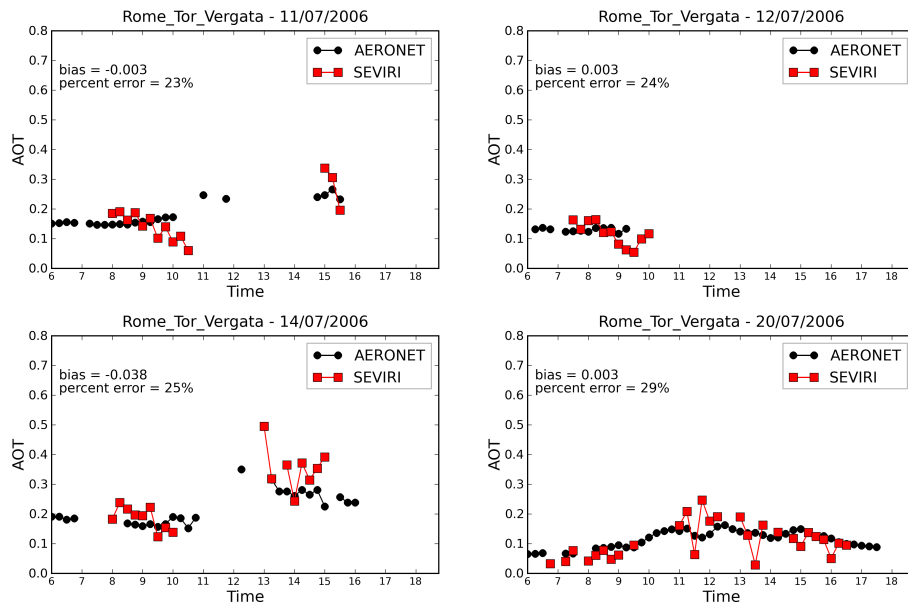 Rome_Tor_Vergata - 11/07/2006
0.8
0.7
0.6
0.5
0.4
0.3
0.2
0.1
0.0
AOT
bias = -0.003
percent error = 23%
AERONET
SEVIRI
6 7 8 9 10 11 12 13 14 15 16 17 18
Time
Rome_Tor_Vergata - 12/07/2006
0.8
0.7
0.6
0.5
0.4
0.3
0.2
0.1
0.0
AOT
bias = 0.003
percent error = 24%
AERONET
SEVIRI
6 7 8 9 10 11 12 13 14 15 16 17 18
Time
Rome_Tor_Vergata - 14/07/2006
0.8
0.7
0.6
0.5
0.4
0.3
0.2
0.1
0.0
AOT
bias = -0.038
percent error = 25%
AERONET
SEVIRI
6 7 8 9 10 11 12 13 14 15 16 17 18
Time
Rome_Tor_Vergata - 20/07/2006
0.8
0.7
0.6
0.5
0.4
0.3
0.2
0.1
0.0
AOT
bias = 0.003
percent error = 29%
AERONET
SEVIRI
6 7 8 9 10 11 12 13 14 15 16 17 18
Time